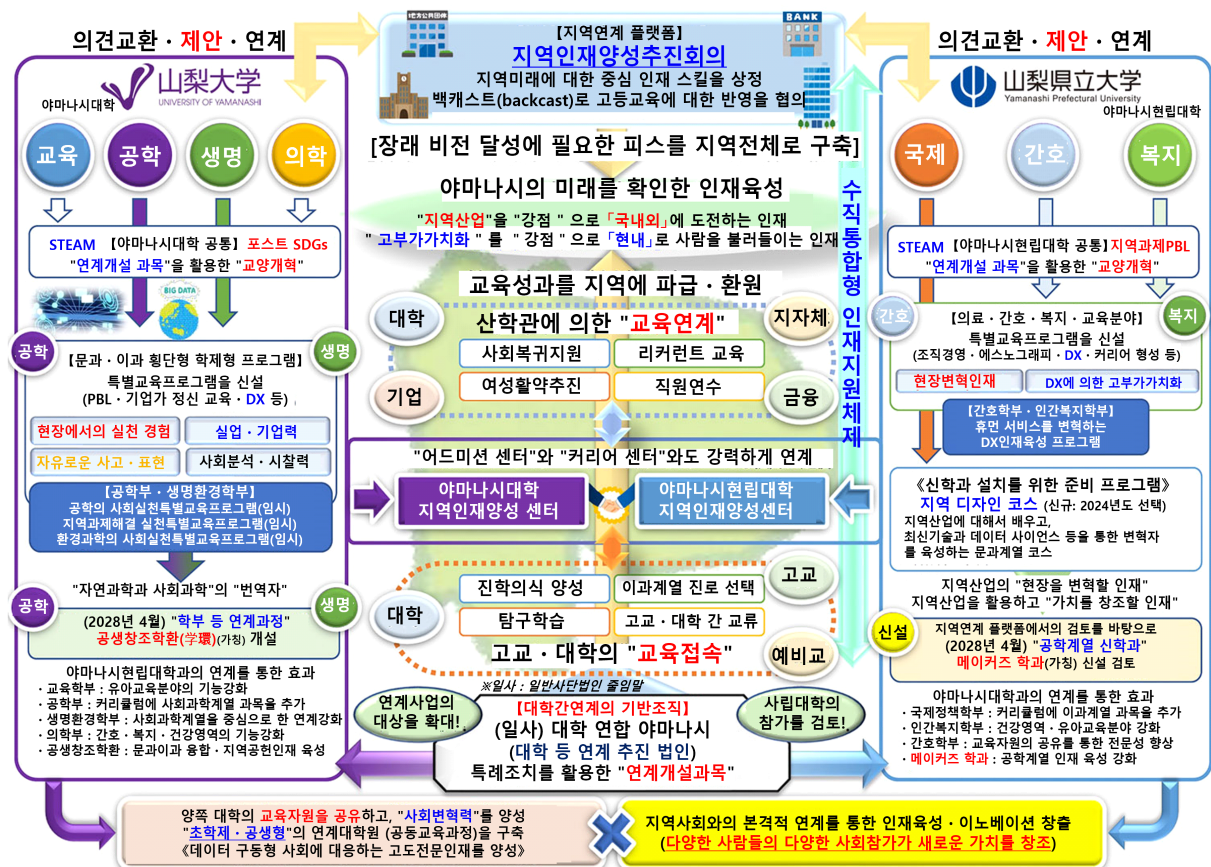 의견교환 · 제안 · 연계
地方公共団体
BANK
【지역연계 플랫폼】
지역인재양성추진회의
지역미래에 대한 중심 인재 스킬을 상정
백캐스트(backcast)로 고등교육에 대한 반영을 협의
의견교환 · 제안 · 연계
山梨大学
UNIVERSITY OF YAMANASHI
야마나시대학
교육
공학
생명
의학
STEAM 【야마나시대학 공통】 포스트 SDGs
"연계개설 과목"을 활용한 "교양개혁"
BIG DATA
공학
생명
【문과 · 이과 횡단형 학제형 프로그램】
특별교육프로그램을 신설
(PBL · 기업가 정신 교육 · DX 등)
현장에서의 실천 경험
실업 · 기업력
자유로운 사고 · 표현
사회분석 · 시찰력
【공학부 · 생명환경학부】
공학의 사회실천특별교육프로그램(임시)
지역과제해결 실천특별교육프로그램(임시)
환경과학의 사회실천특별교육프로그램(임시)
"자연과학과 사회과학"의 "번역자"
공학
생명
(2028년 4월) "학부 등 연계과정"
공생창조학환(学環)(가칭) 개설
야마나시현립대학과의 연계를 통한 효과
· 교육학부 : 유아교육분야의 기능강화
· 공학부 : 커리큘럼에 사회과학계열 과목을 추가
· 생명환경학부 : 사회과학계열을 중심으로 한 연계강화
· 의학부 : 간호 · 복지 · 건강영역의 기능강화
· 공생창조학환 : 문과이과 융합 · 지역공헌인재 육성
[장래 비전 달성에 필요한 피스를 지역전체로 구축]
야마나시의 미래를 확인한 인재육성
"지역산업"을 "강점 " 으로 「국내외」에 도전하는 인재
" 고부가가치화 " 를 " 강점 " 으로 「현내」로 사람을 불러들이는 인재
교육성과를 지역에 파급 · 환원
대학
지자체
산학관에 의한 "교육연계"
사회복귀지원
리커런트 교육
여성활약추진
직원연수
기업
금융
수직통합형 인재지원체제
"어드미션 센터"와 "커리어 센터"와도 강력하게 연계
야마나시대학
지역인재양성 센터
야마나시현립대학
지역인재양성센터
고교
진학의식 양성
이과계열 진로 선택
대학
탐구학습
고교 · 대학 간 교류
고교 · 대학의 "교육접속"
예비교
※일사 : 일반사단법인 줄임말
연계사업의
대상을 확대!
【대학간연계의 기반조직】
(일사) 대학 연합 야마나시
(대학 등 연계 추진 법인)
특례조치를 활용한 "연계개설과목"
사립대학의
참가를 검토!
山梨県立大学
Yamanashi Prefectural University
야마나시현립대학
국제
간호
복지
STEAM 【야마나시현립대학 공통】 지역과제PBL
"연계개설 과목"을 활용한 "교양개혁"
간호
복지
【의료 · 간호 · 복지 · 교육분야】
특별교육프로그램을 신설
(조직경영 · 에스노그래피 · DX · 커리어 형성 등)
현장변혁인재
DX에 의한 고부가가치화
【간호학부 · 인간복지학부】
휴먼 서비스를 변혁하는
DX인재육성 프로그램
《신학과 설치를 위한 준비 프로그램》
지역 디자인 코스 (신규: 2024년도 선택)
지역산업에 대해서 배우고,
최신기술과 데이터 사이언스 등을 통한 변혁자
를 육성하는 문과계열 코스
지역산업의 "현장을 변혁할 인재"
지역산업을 활용하고 "가치를 창조할 인재"
신설
지역연계 플랫폼에서의 검토를 바탕으로
(2028년 4월) "공학계열 신학과"
메이커즈 학과(가칭) 신설 검토
야마나시대학과의 연계를 통한 효과
· 국제정책학부 : 커리큘럼에 이과계열 과목을 추가
· 인간복지학부 : 건강영역 · 유아교육분야 강화
· 간호학부 : 교육자원의 공유를 통한 전문성 향상
· 메이커즈 학과 : 공학계열 인재 육성 강화
양쪽 대학의 교육자원을 공유하고, "사회변혁력"를 양성
"초학제 · 공생형"의 연계대학원 (공동교육과정)을 구축
《데이터 구동형 사회에 대응하는 고도전문인재를 양성》
지역사회와의 본격적 연계를 통한 인재육성 · 이노베이션 창출
(다양한 사람들의 다양한 사회참가가 새로운 가치를 창조)